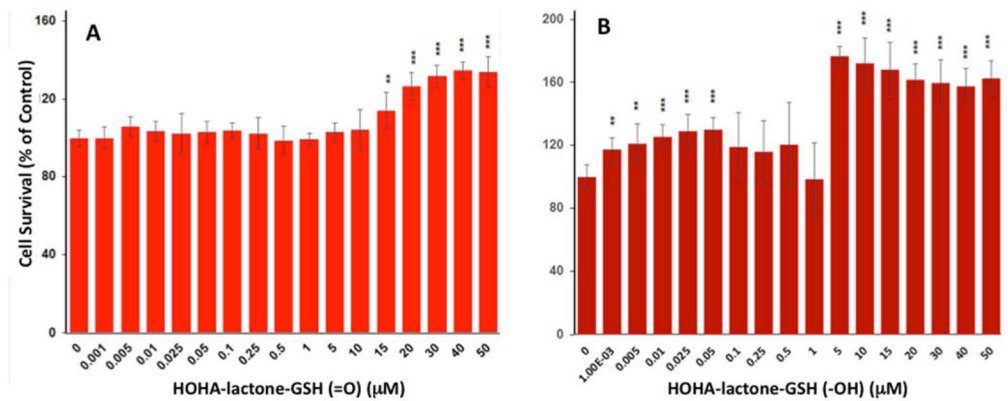 A
Cell Survival (% of Control)
160
120
80
40
0
** *** *** *** ***
0 0.001 0.005 0.01 0.025 0.05 0.1 0.25 0.5 1 5 10 15 20 30 40 50
HOHA-lactone-GSH (=O) (μM)
B
200
160
120
80
40
0
** ** *** *** *** *** *** *** *** *** *** ***
0 1.00E-03 0.005 0.01 0.025 0.05 0.1 0.25 0.5 1 5 10 15 20 30 40 50
HOHA-lactone-GSH (-OH) (μM)